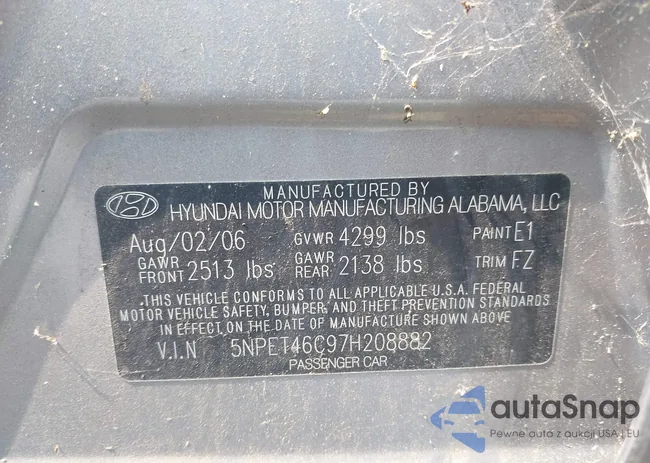 MANUFACTURED BY
HYUNDAI MOTOR MANUFACTURING ALABAMA, LLC
Aug/02/06 GVWR 4299 lbs PAINT E1
GAWR FRONT 2513 lbs GAWR REAR 2138 lbs TRIM FZ
THIS VEHICLE CONFORMS TO ALL APPLICABLE U.S.A. FEDERAL
MOTOR VEHICLE SAFETY, BUMPER, AND THEFT PREVENTION STANDARDS
IN EFFECT ON THE DATE OF MANUFACTURE SHOWN ABOVE.
V.I.N 5NPET46C97H208882
PASSENGER CAR
autoSnap
Pewne auto z aukcji USA i EU